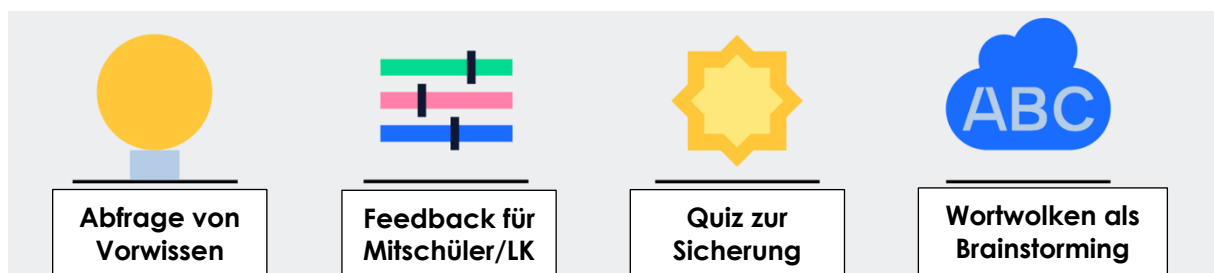 ABC
Abfrage von
Vorwissen
Feedback für
Mitschüler/LK
Quiz zur
Sicherung
Wortwolken als
Brainstorming